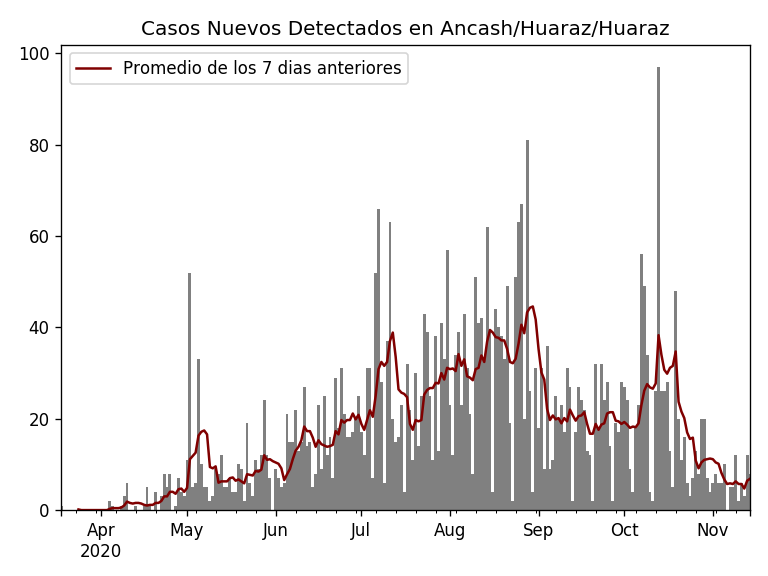 Casos Nuevos Detectados en Ancash/Huaraz/Huaraz
Promedio de los 7 dias anteriores
100
80
60
40
20
0
Apr May Jun Jul Aug Sep Oct Nov
2020